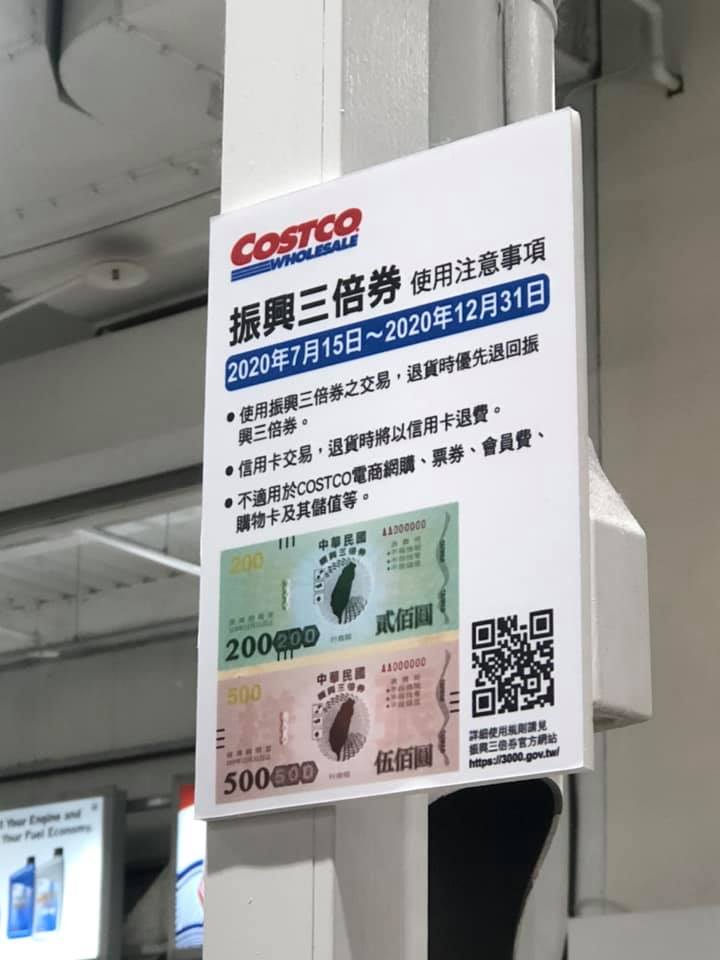 COSTCO
WHOLESALE
振興三倍券 使用注意事項
2020年7月15日～2020年12月31日
● 使用振興三倍券之交易，退貨時優先退回振
興三倍券。
● 信用卡交易，退貨時將以信用卡退費。
● 不適用於COSTCO電商網購、票券、會員費、
購物卡及其儲值等。
200
中華民國
振興三倍券
AA000000
200 200
貳佰圓
500
中華民國
振興三倍券
AA000000
500 500
伍佰圓
詳細使用規則請見
振興三倍券官方網站
https://3000.gov.tw/
Your Engine and
Your Fuel Economy.